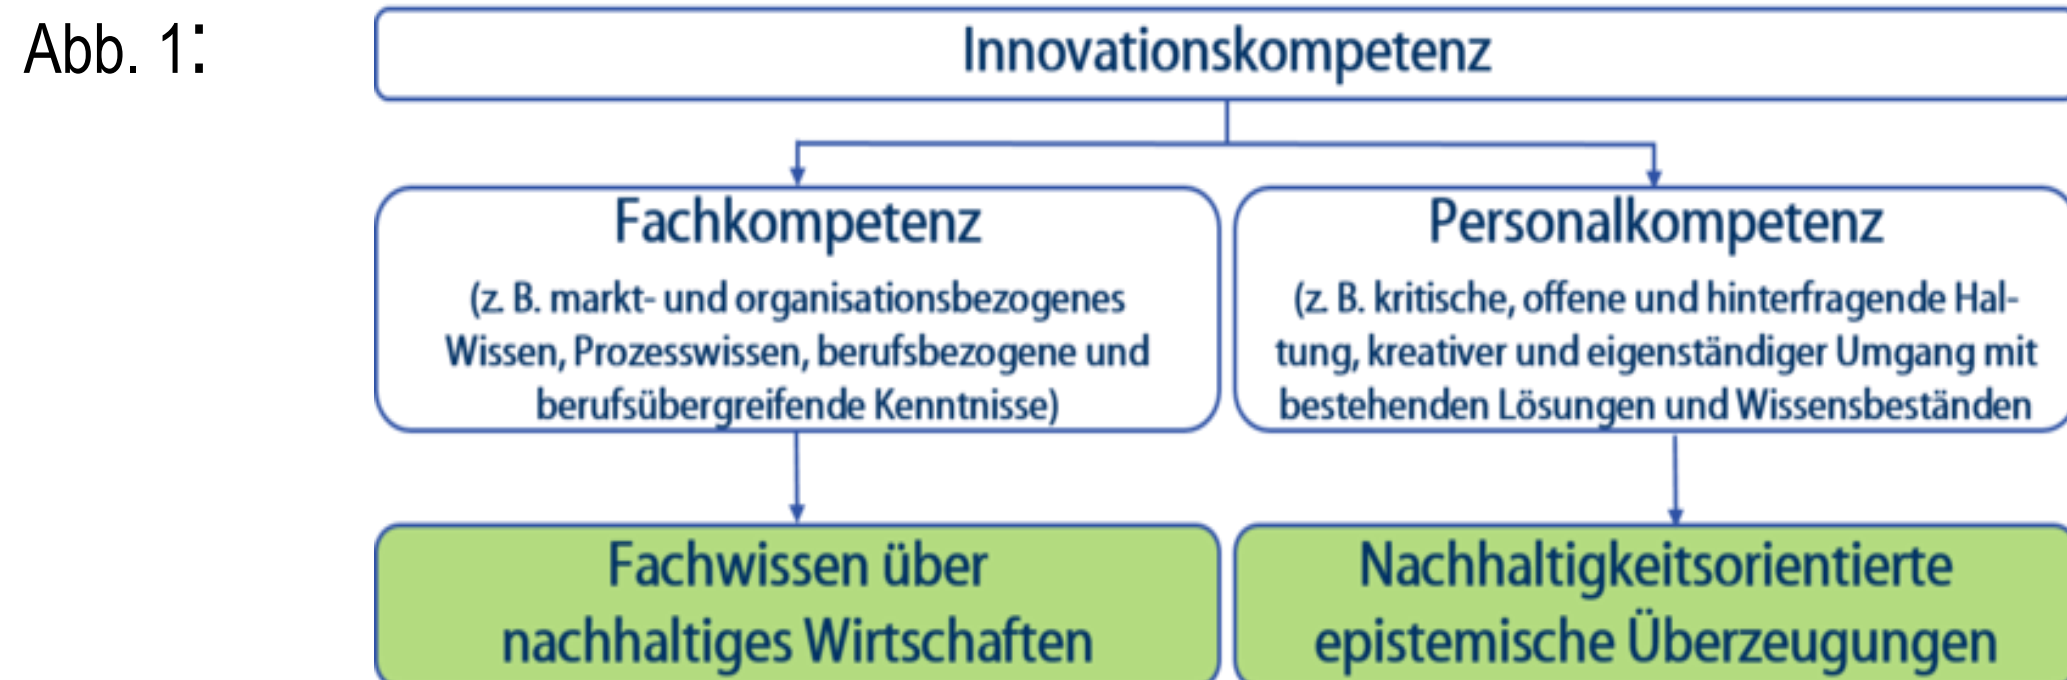 Abb. 1:
Innovationskompetenz
Fachkompetenz
(z. B. markt- und organisationsbezogenes
Wissen, Prozesswissen, berufsbezogene und
berufsübergreifende Kenntnisse)
Personalkompetenz
(z. B. kritische, offene und hinterfragende Hal-
tung, kreativer und eigenständiger Umgang mit
bestehenden Lösungen und Wissensbeständen
Fachwissen über
nachhaltiges Wirtschaften
Nachhaltigkeitsorientierte
epistemische Überzeugungen